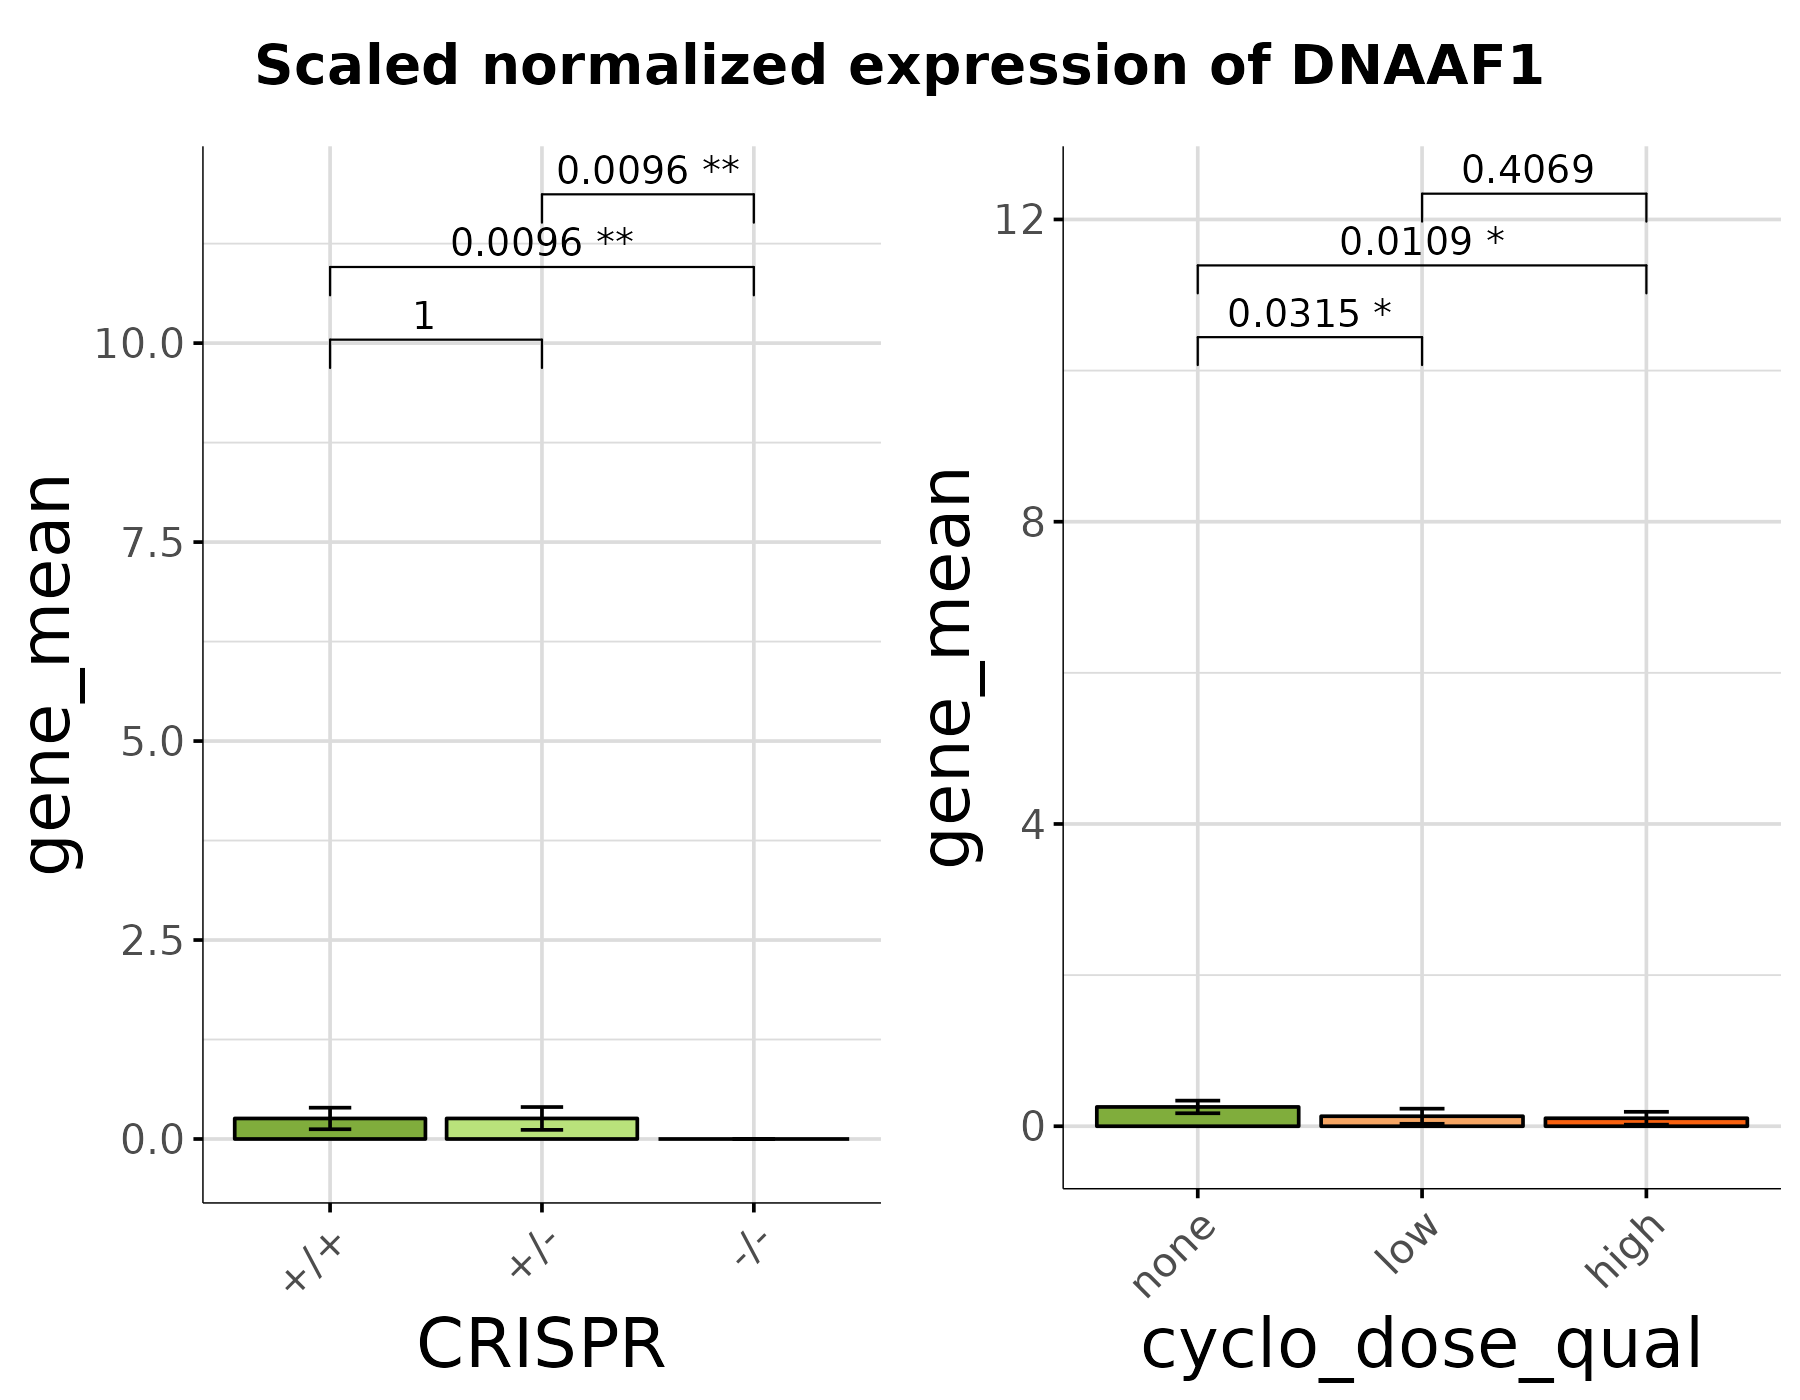 Scaled normalized expression of DNAAF1
gene_mean
10.0
7.5
5.0
2.5
0.0
0.0096 **
0.0096 **
1
+/+
+/-
-/-
CRISPR
gene_mean
12
8
4
0
0.4069
0.0109 *
0.0315 *
none
low
high
cyclo_dose_qual